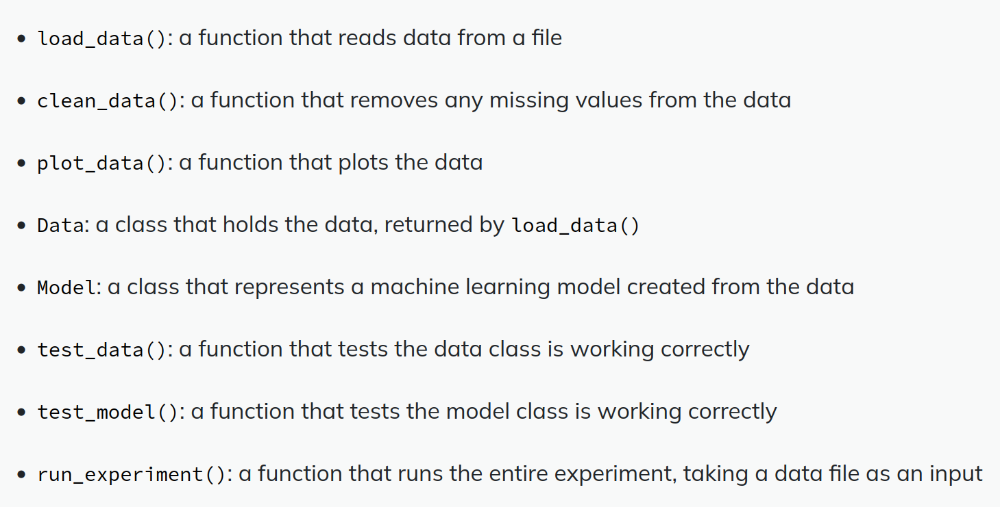 • load_data(): a function that reads data from a file
• clean_data(): a function that removes any missing values from the data
• plot_data(): a function that plots the data
• Data: a class that holds the data, returned by load_data()
• Model: a class that represents a machine learning model created from the data
• test_data(): a function that tests the data class is working correctly
• test_model(): a function that tests the model class is working correctly
• run_experiment(): a function that runs the entire experiment, taking a data file as an input